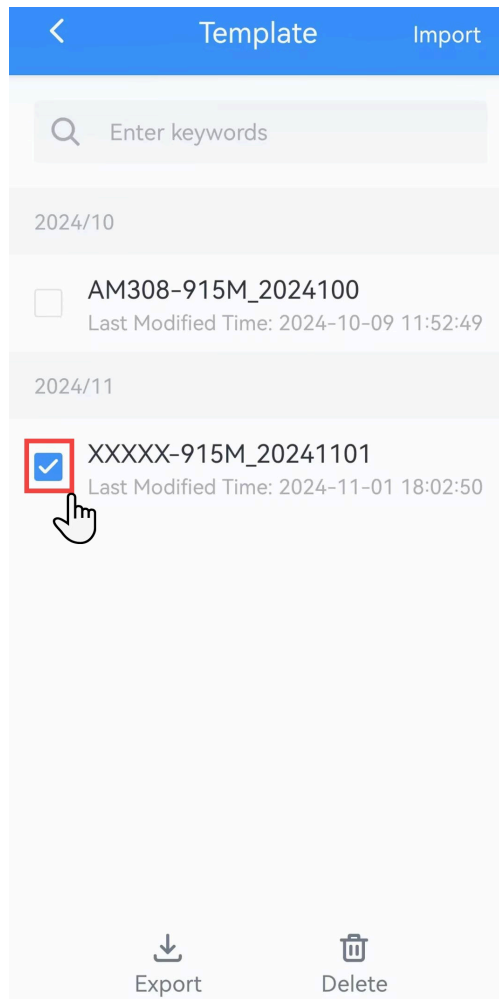 Template
Import
Enter keywords
2024/10
AM308-915M_2024100
Last Modified Time: 2024-10-09 11:52:49
2024/11
XXXXX-915M_20241101
Last Modified Time: 2024-11-01 18:02:50
Export
Delete